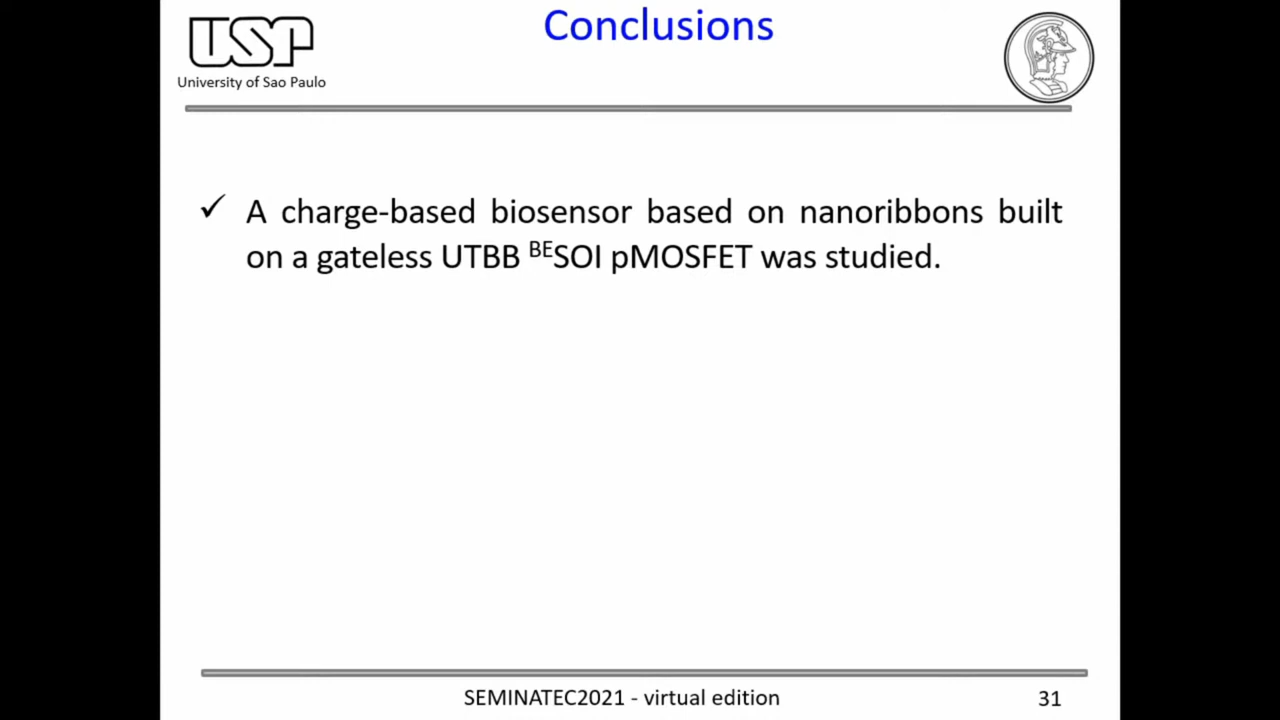 Conclusions
USP
University of Sao Paulo
✓ A charge-based biosensor based on nanoribbons built
on a gateless UTBB BESOI pMOSFET was studied.
SEMINATEC2021 - virtual edition
31